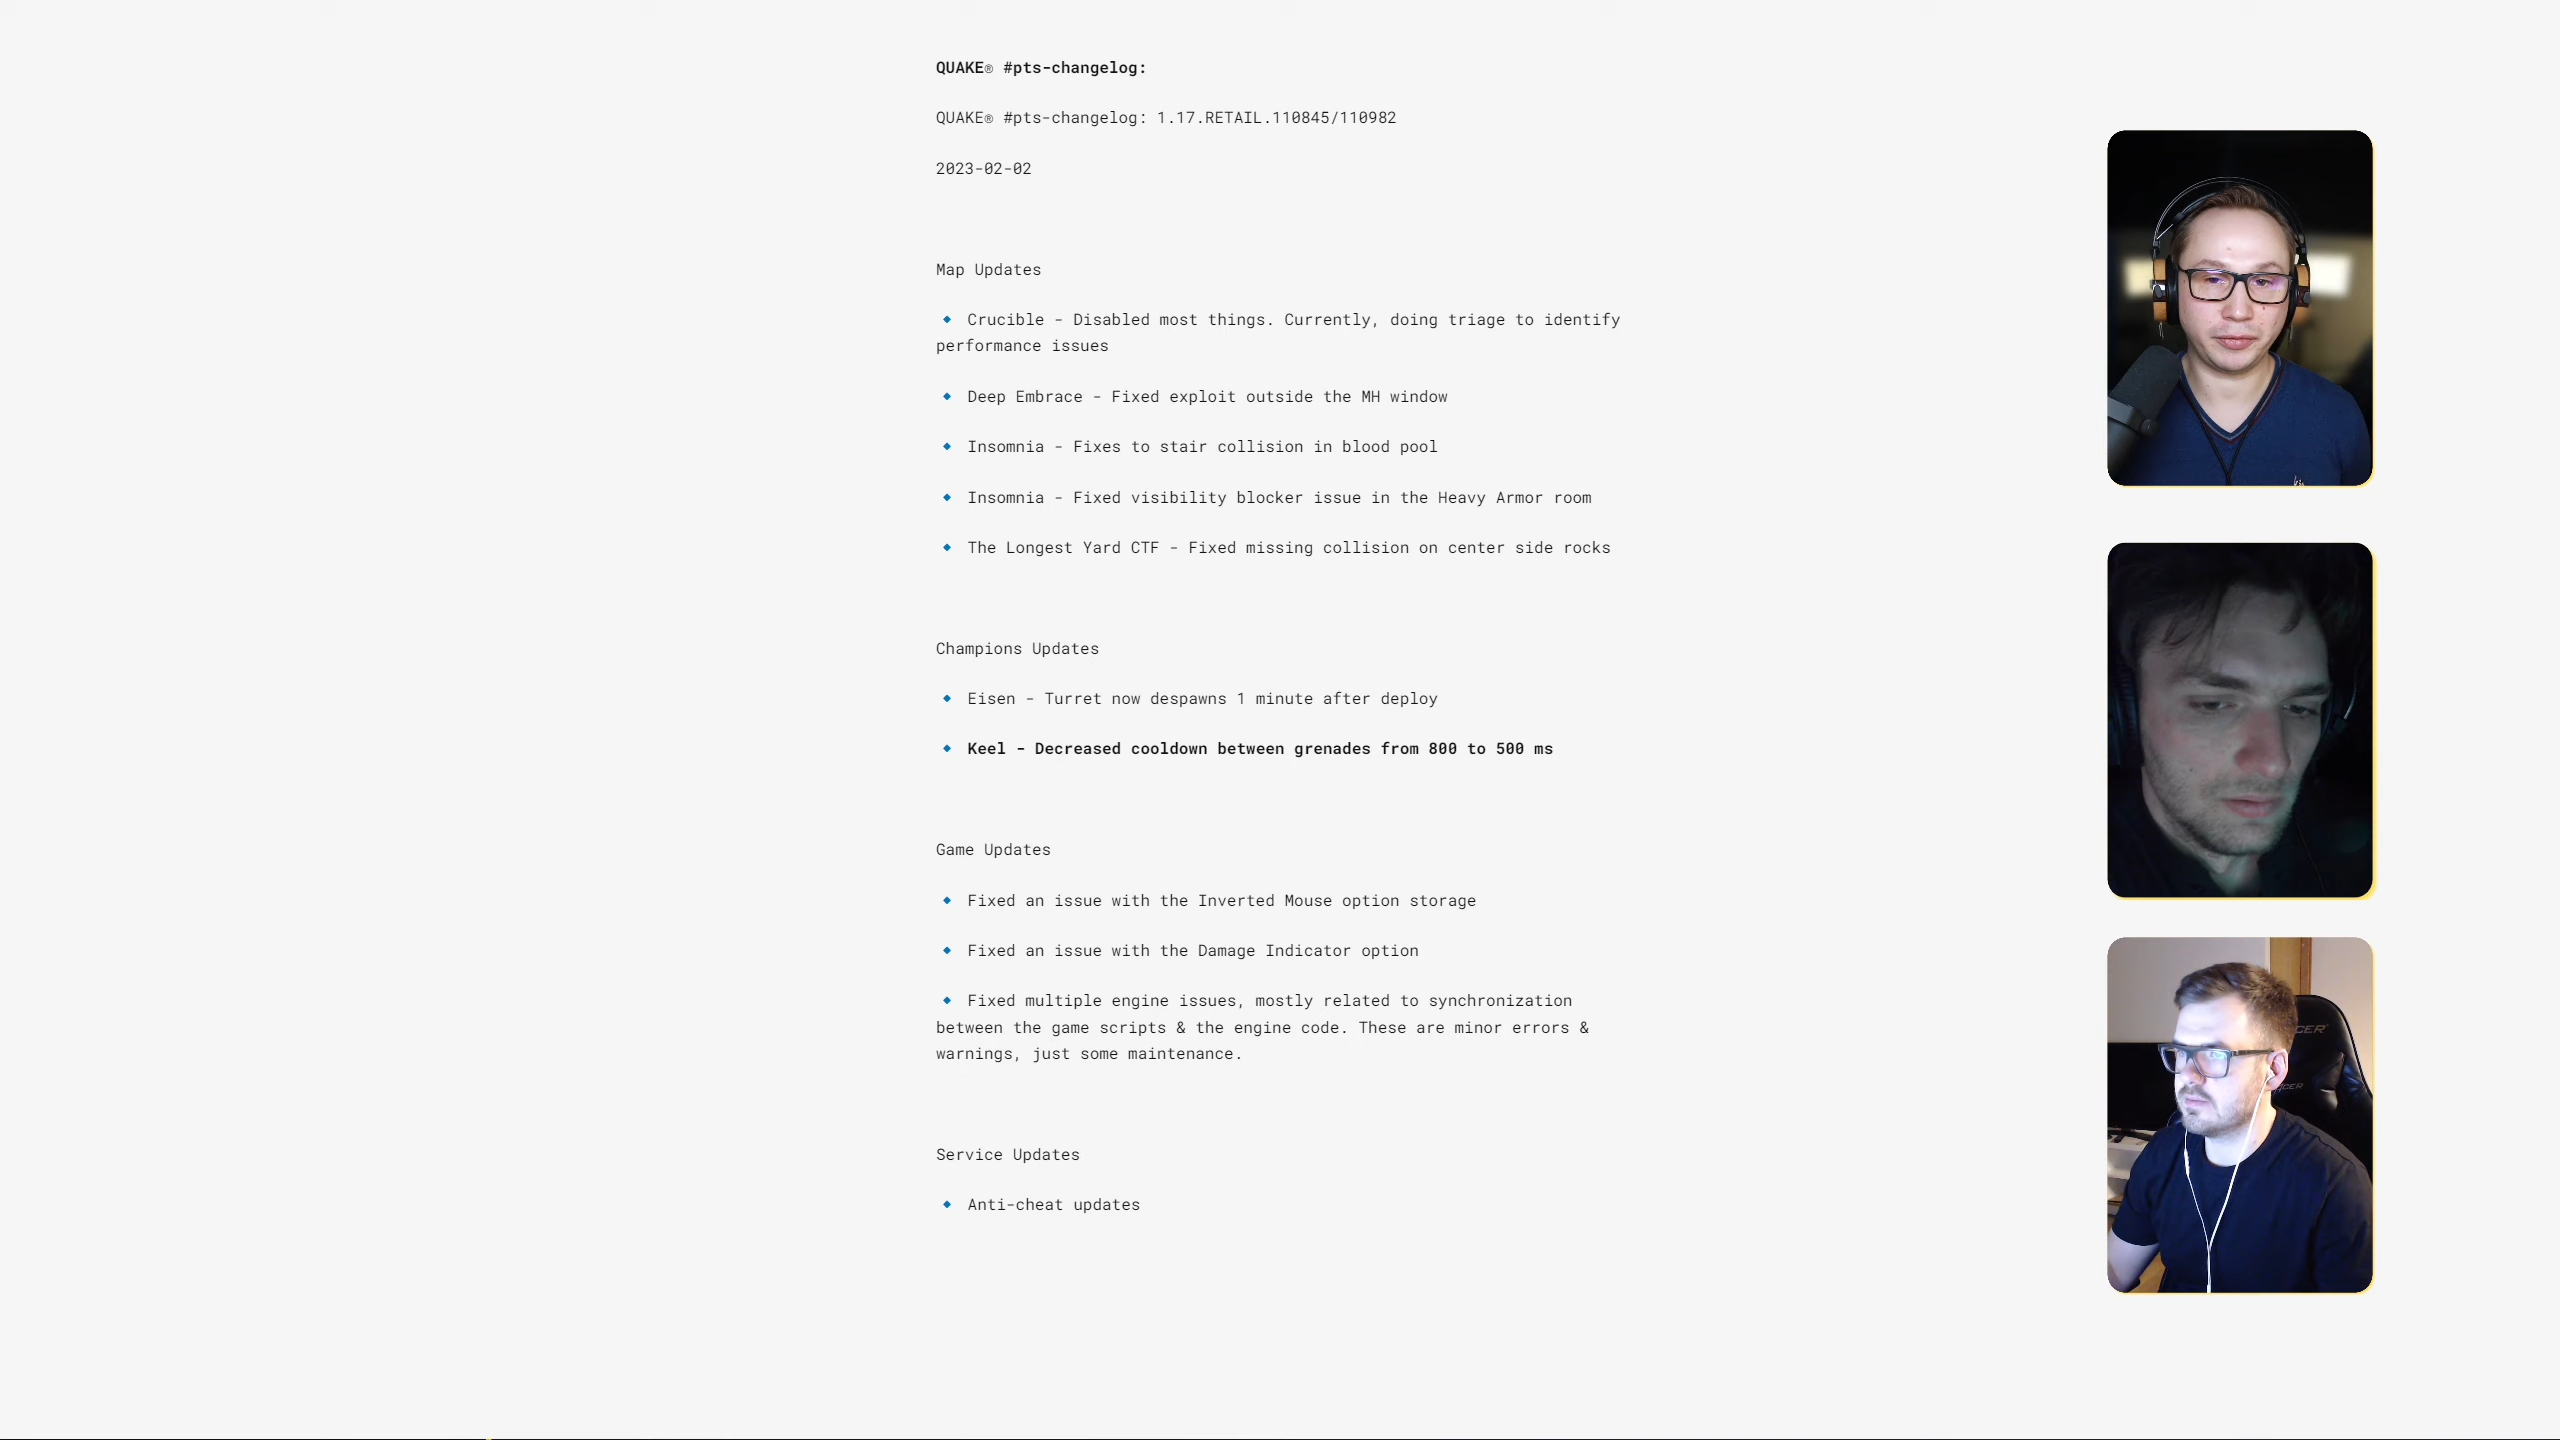 QUAKE® #pts-changelog:
QUAKE® #pts-changelog: 1.17.RETAIL.110845/110982
2023-02-02
Map Updates
🔹 Crucible - Disabled most things. Currently, doing triage to identify
performance issues
🔹 Deep Embrace - Fixed exploit outside the MH window
🔹 Insomnia - Fixes to stair collision in blood pool
🔹 Insomnia - Fixed visibility blocker issue in the Heavy Armor room
🔹 The Longest Yard CTF - Fixed missing collision on center side rocks
Champions Updates
🔹 Eisen - Turret now despawns 1 minute after deploy
🔹 Keel - Decreased cooldown between grenades from 800 to 500 ms
Game Updates
🔹 Fixed an issue with the Inverted Mouse option storage
🔹 Fixed an issue with the Damage Indicator option
🔹 Fixed multiple engine issues, mostly related to synchronization
between the game scripts & the engine code. These are minor errors &
warnings, just some maintenance.
Service Updates
🔹 Anti-cheat updates